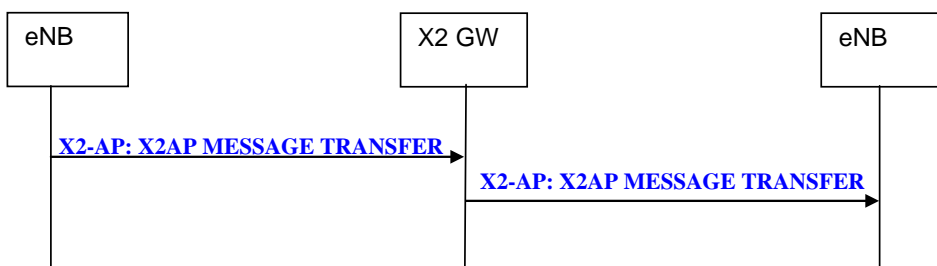 eNB
X2 GW
eNB
X2-AP: X2AP MESSAGE TRANSFER
X2-AP: X2AP MESSAGE TRANSFER